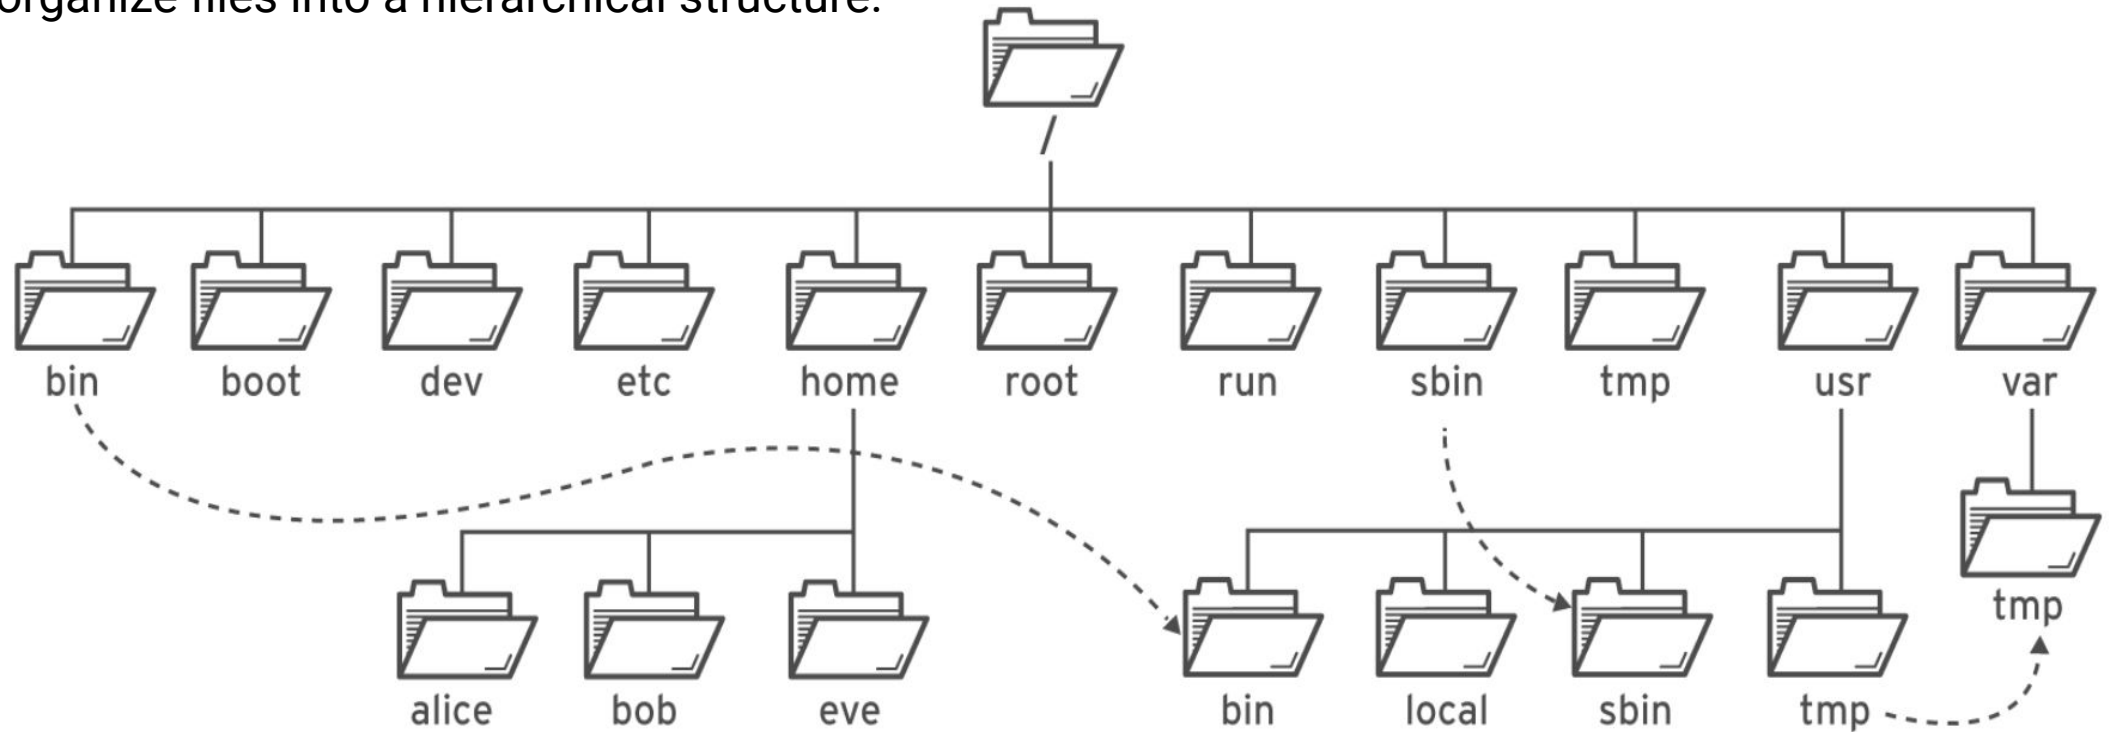 organize files into a hierarchical structure.
/
bin boot dev etc home root run sbin tmp usr var
tmp
alice bob eve bin local sbin tmp